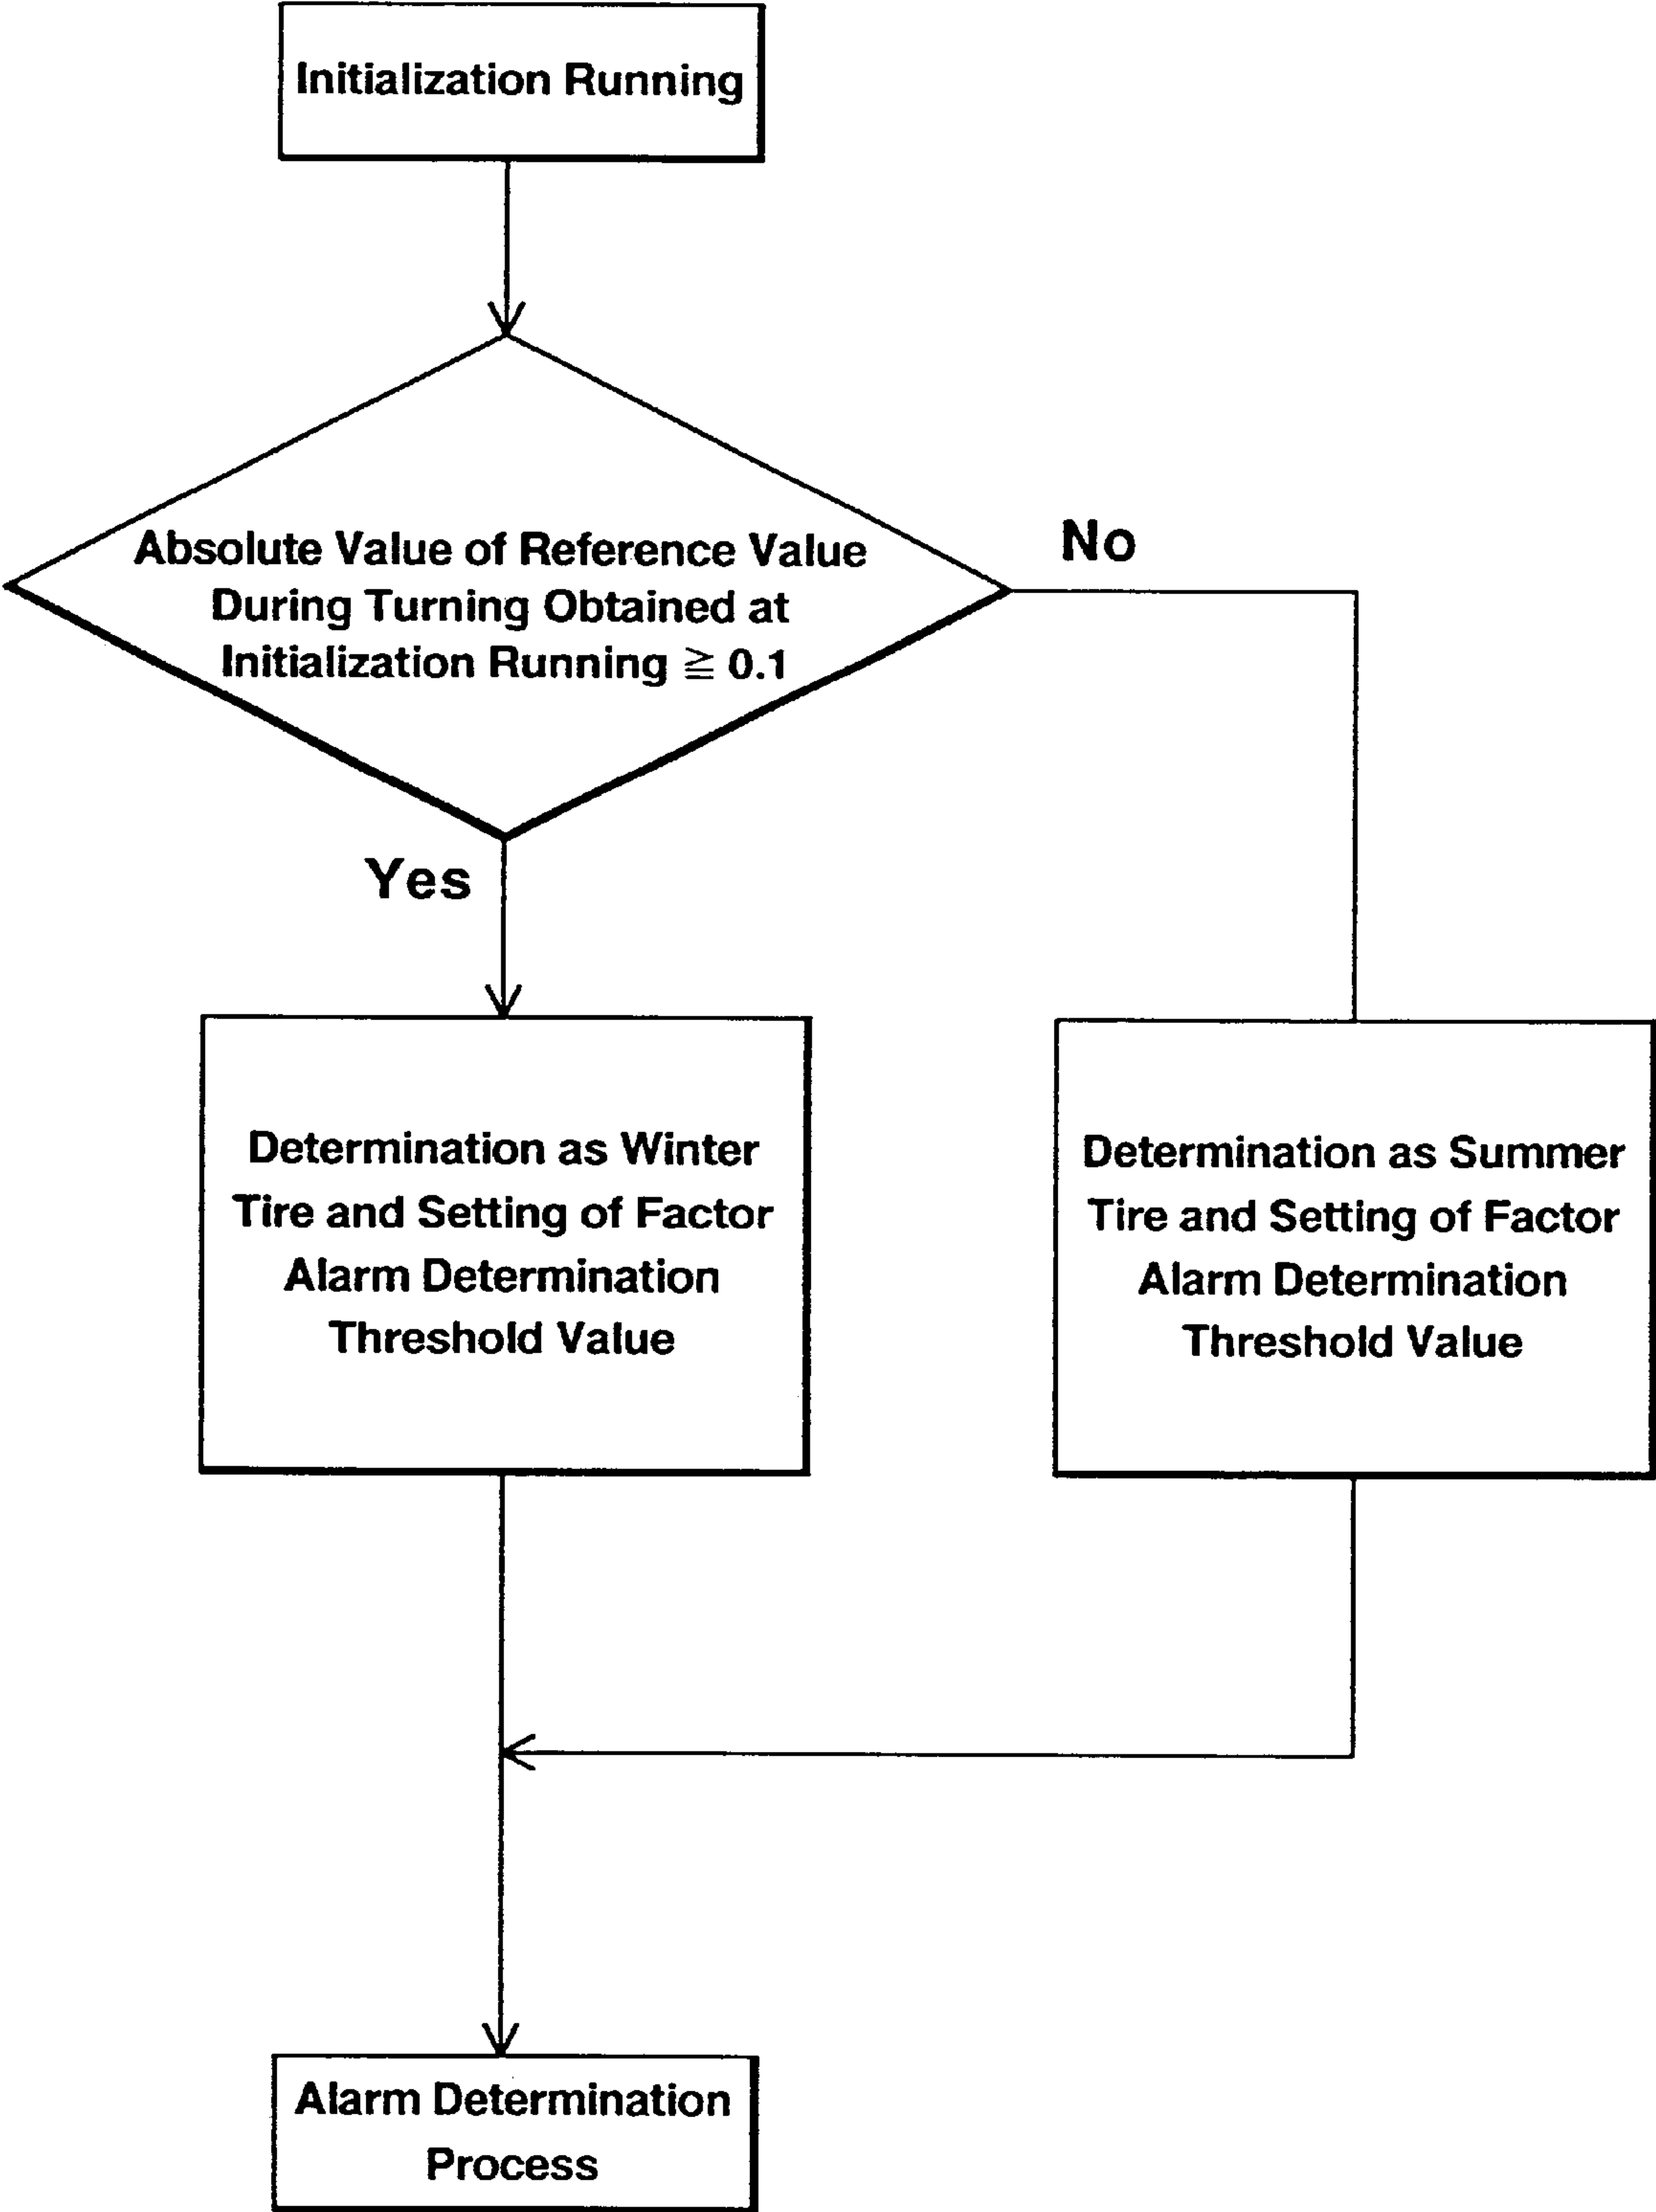 Initialization Running
Absolute Value of Reference Value
During Turning Obtained at
Initialization Running ≧ 0.1
No
Yes
Determination as Winter
Tire and Setting of Factor
Alarm Determination
Threshold Value
Determination as Summer
Tire and Setting of Factor
Alarm Determination
Threshold Value
Alarm Determination
Process